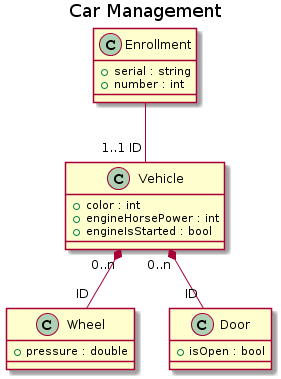 Car Management
C Enrollment
serial : string
number : int
1..1 ID
C Vehicle
color : int
engineHorsePower : int
engineIsStarted : bool
0..n 0..n
ID ID
C Wheel C Door
pressure : double isOpen : bool